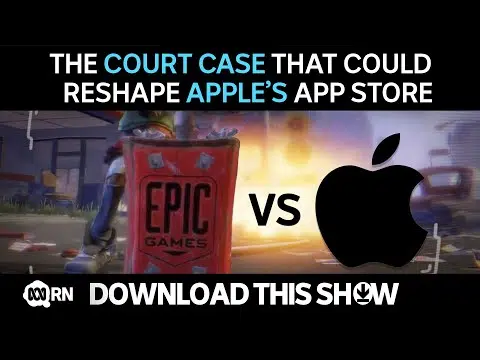 THE COURT CASE THAT COULD
RESHAPE APPLE'S APP STORE
EPIC
GAMES
VS
RN
DOWNLOAD THIS SHOW